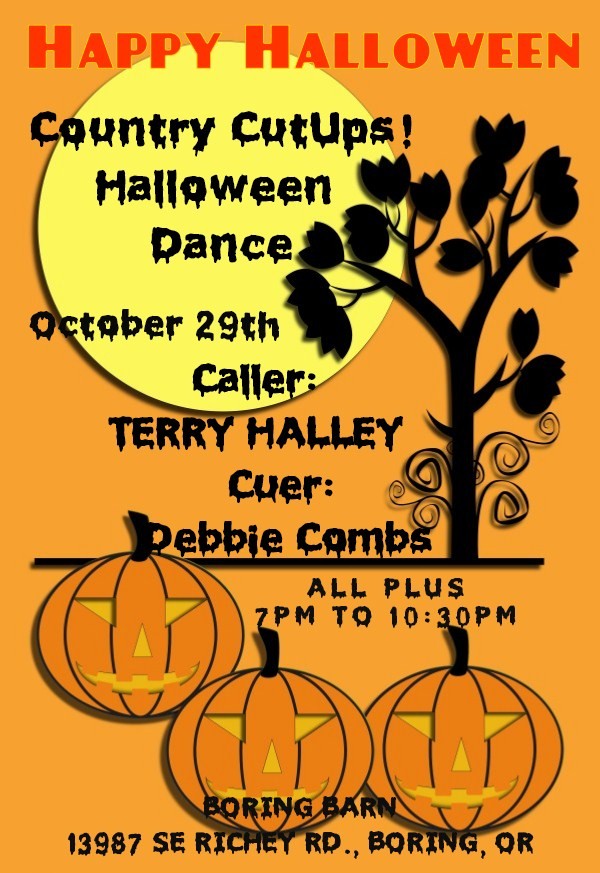 Happy Halloween
Country CutUps!
Halloween
Dance
October 29th
Caller:
TERRY HALLEY
Cuer:
Debbie Combs
ALL PLUS
7PM TO 10:30PM
BORING BARN
13987 SE RICHEY RD., BORING, OR